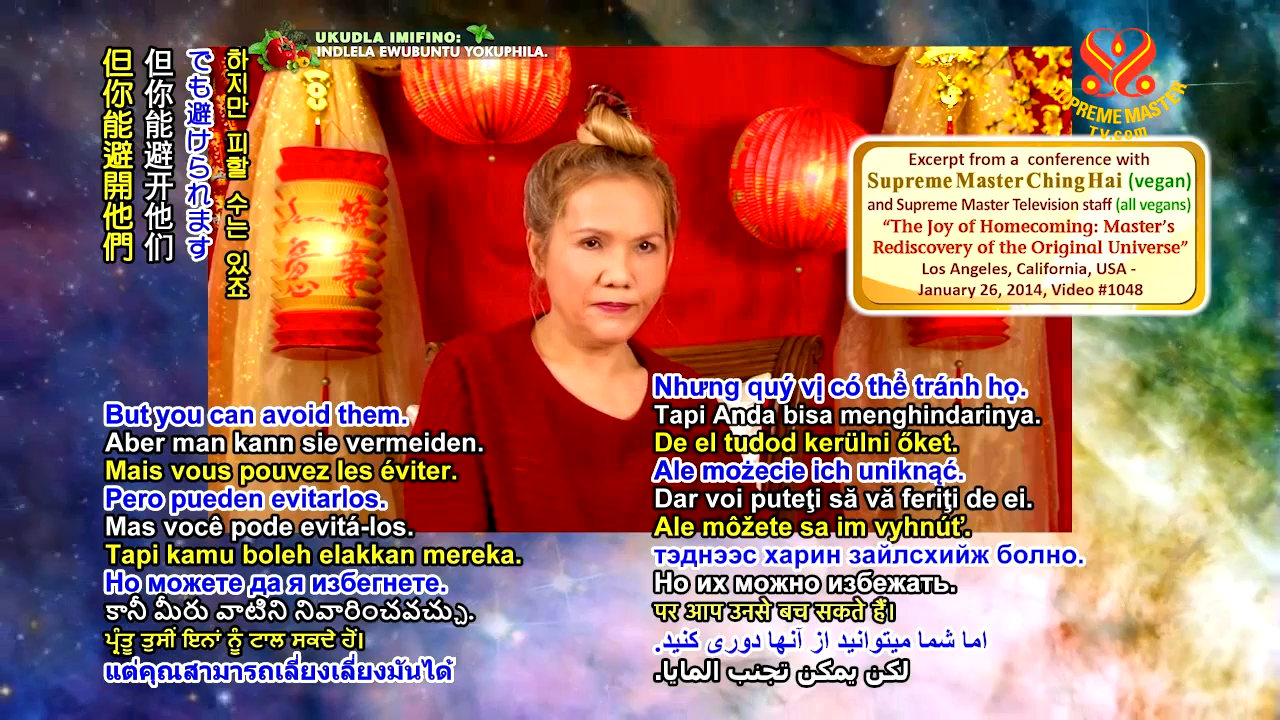 UKUDLA IMIFINO:
INDLELA EWUBUNTU YOKUPHILA.
SUPREME MASTER
TV.com
하지만 피할 수는 있죠
でも避けられます
但你能避开他们
但你能避開他們
Excerpt from a conference with
Supreme Master Ching Hai (vegan)
and Supreme Master Television staff (all vegans)
“The Joy of Homecoming: Master’s
Rediscovery of the Original Universe”
Los Angeles, California, USA -
January 26, 2014, Video #1048
But you can avoid them.
Aber man kann sie vermeiden.
Mais vous pouvez les éviter.
Pero pueden evitarlos.
Mas você pode evitá-los.
Tapi kamu boleh elakkan mereka.
Но можете да я избегнете.
కానీ మీరు వాటిని నివారించవచ్చు.
ਪ੍ਰੰਤੂ ਤੁਸੀਂ ਇਨਾਂ ਨੂੰ ਟਾਲ ਸਕਦੇ ਹੋਂ।
แต่คุณสามารถเลี่ยงเลี่ยงมันได้
Nhưng quý vị có thể tránh họ.
Tapi Anda bisa menghindarinya.
De el tudod kerülni őket.
Ale możecie ich uniknąć.
Dar voi puteţi să vă feriţi de ei.
Ale môžete sa im vyhnúť.
тэднээс харин зайлсхийж болно.
Но их можно избежать.
पर आप उनसे बच सकते हैं।
اما شما میتوانید از آنها دوری کنید.
لكن يمكن تجنب المايا.